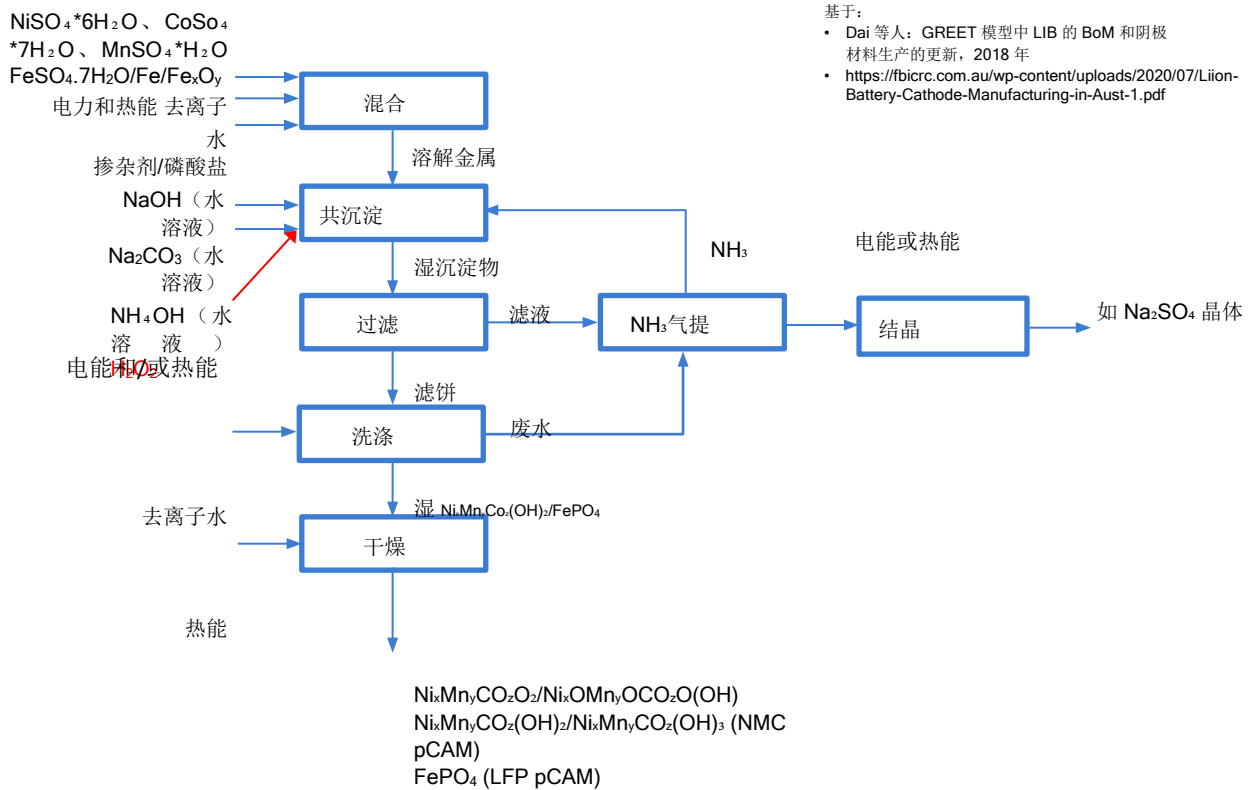 NiSO₄*6H₂O、CoSo₄
*7H₂O、MnSO₄*H₂O
FeSO₄.7H₂O/Fe/FeₓOᵧ
电力和热能 去离子
水
掺杂剂/磷酸盐
NaOH（水
溶液）
Na₂CO₃（水
溶液）
NH₄OH（水
溶液）
H₂O₂
电能和/或热能
去离子水
热能
混合
溶解金属
共沉淀
湿沉淀物
过滤
滤液
滤饼
洗涤
废水
湿 NiₓMnᵧCo₂(OH)₂/FePO₄
干燥
NH₃
NH₃气提
电能或热能
结晶
如 Na₂SO₄ 晶体
NiₓMnᵧCO₂O₂/NiₓOMnᵧOCO₂O(OH)
NiₓMnᵧCO₂(OH)₂/NiₓMnᵧCO₂(OH)₃ (NMC
pCAM)
FePO₄ (LFP pCAM)
基于：
• Dai 等人：GREET 模型中 LIB 的 BoM 和阴极
材料生产的更新，2018 年
• https://fbicrc.com.au/wp-content/uploads/2020/07/Liion-
Battery-Cathode-Manufacturing-in-Aust-1.pdf